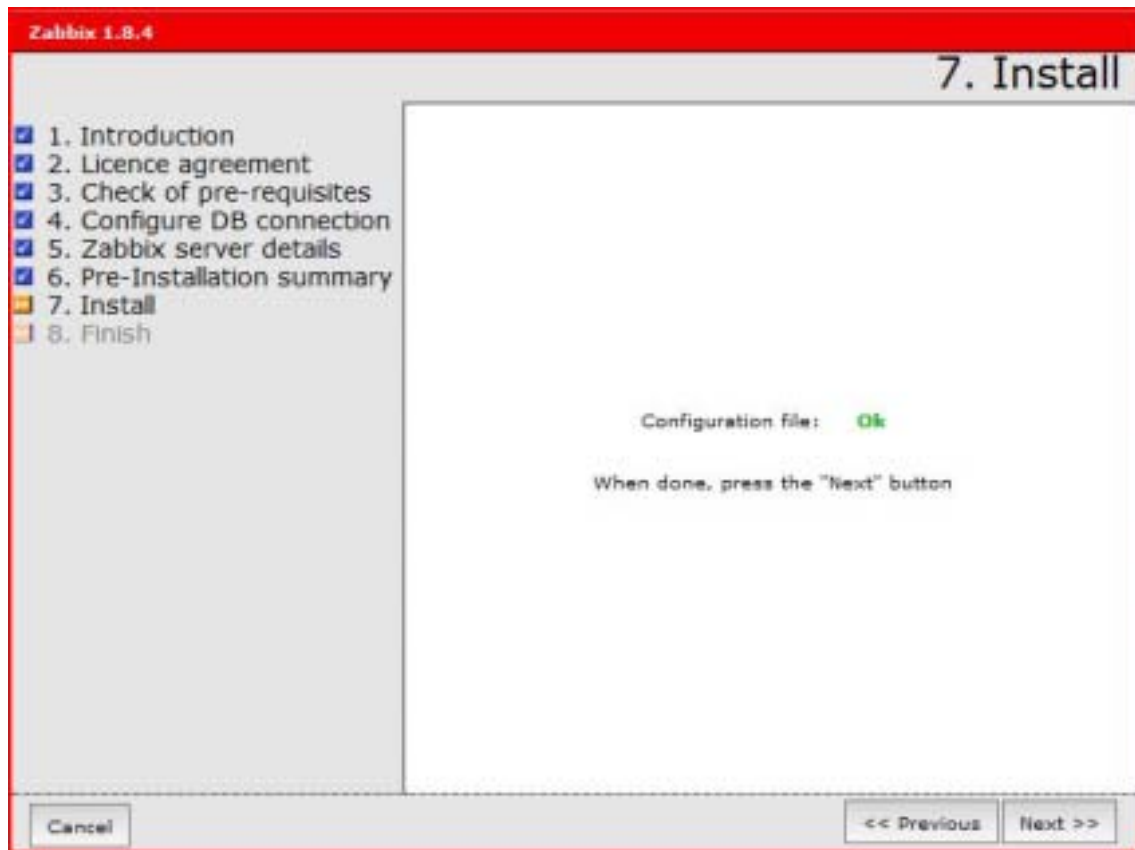 Zabbix 1.8.4
7. Install
1. Introduction
2. Licence agreement
3. Check of pre-requisites
4. Configure DB connection
5. Zabbix server details
6. Pre-Installation summary
7. Install
8. Finish
Configuration file: Ok
When done, press the "Next" button
Cancel
<< Previous
Next >>